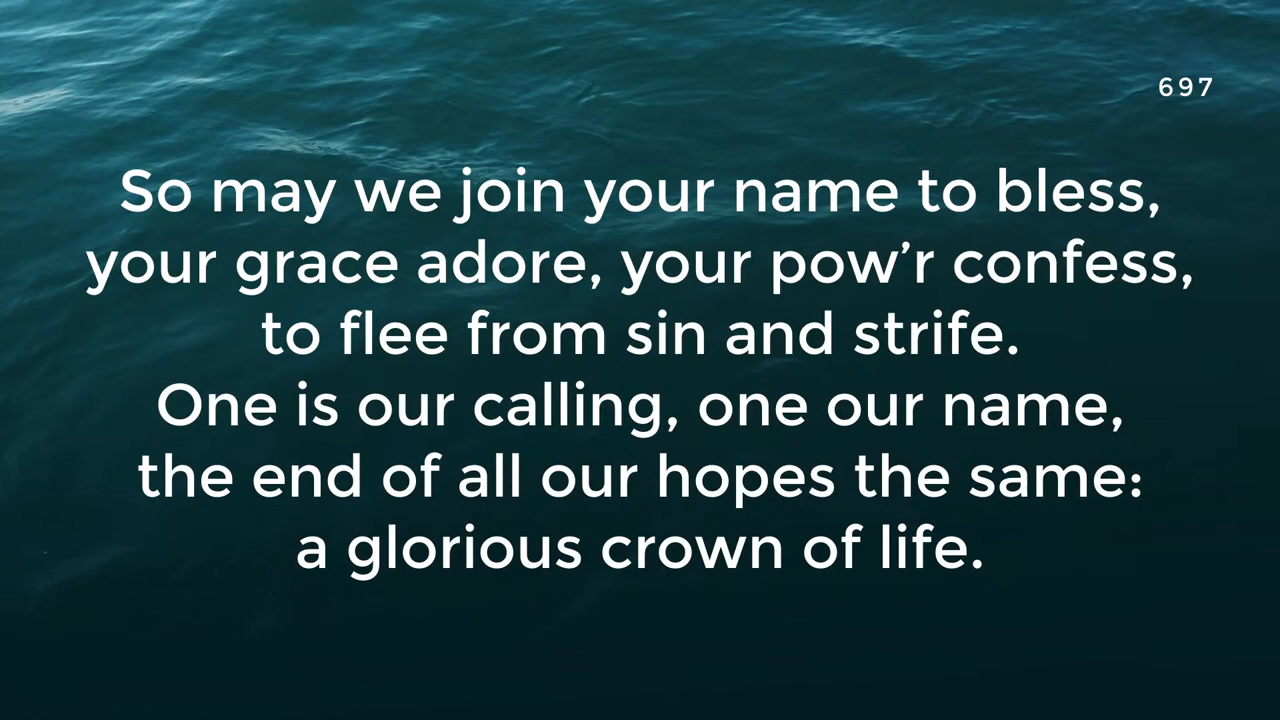 697
So may we join your name to bless,
your grace adore, your pow’r confess,
to flee from sin and strife.
One is our calling, one our name,
the end of all our hopes the same:
a glorious crown of life.